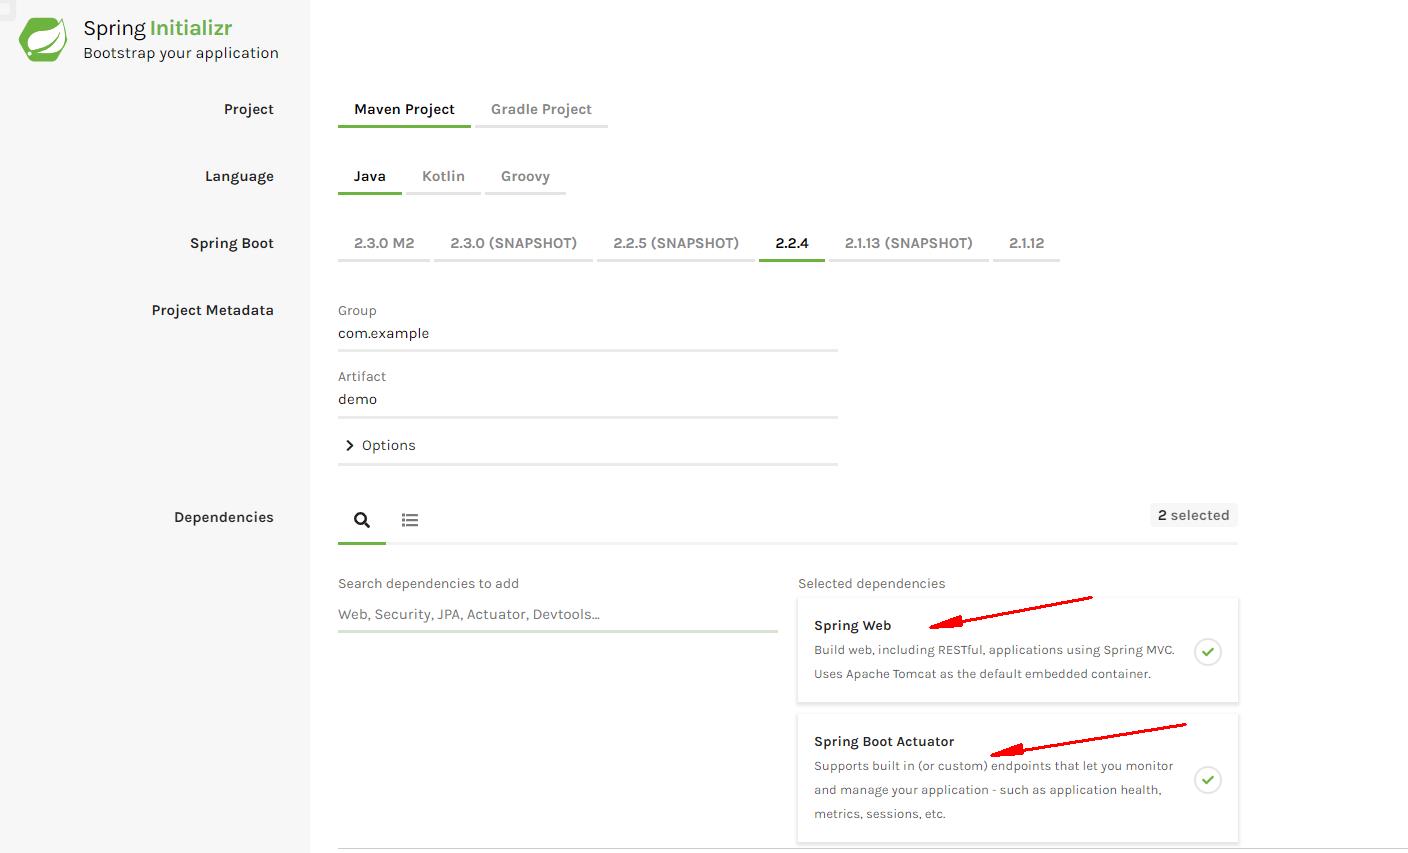 Spring Initializr
Bootstrap your application
Project
Maven Project
Gradle Project
Language
Java
Kotlin
Groovy
Spring Boot
2.3.0 M2
2.3.0 (SNAPSHOT)
2.2.5 (SNAPSHOT)
2.2.4
2.1.13 (SNAPSHOT)
2.1.12
Project Metadata
Group
com.example
Artifact
demo
Options
Dependencies
2 selected
Search dependencies to add
Web, Security, JPA, Actuator, Devtools...
Selected dependencies
Spring Web
Build web, including RESTful, applications using Spring MVC.
Uses Apache Tomcat as the default embedded container.
Spring Boot Actuator
Supports built in (or custom) endpoints that let you monitor
and manage your application - such as application health,
metrics, sessions, etc.